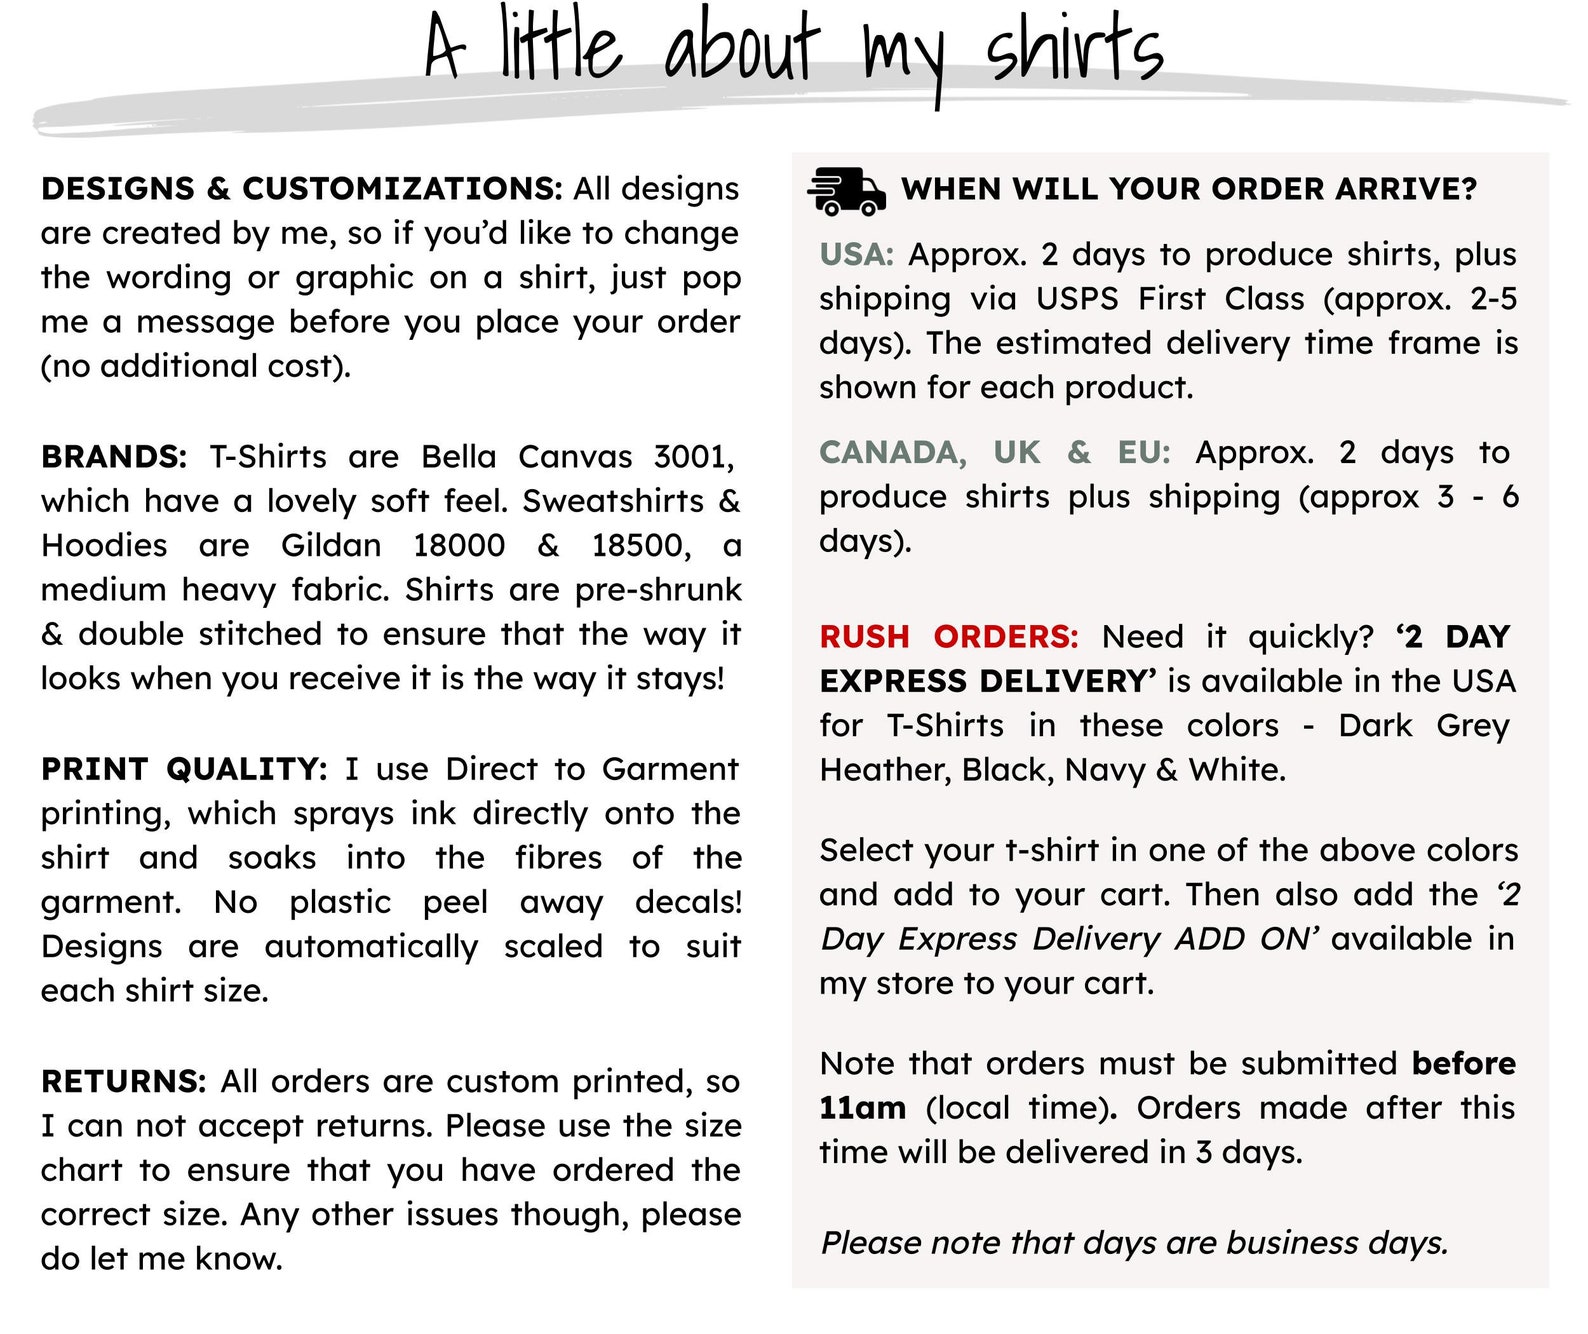 A little about my shirts
DESIGNS & CUSTOMIZATIONS: All designs
are created by me, so if you’d like to change
the wording or graphic on a shirt, just pop
me a message before you place your order
(no additional cost).
BRANDS: T-Shirts are Bella Canvas 3001,
which have a lovely soft feel. Sweatshirts &
Hoodies are Gildan 18000 & 18500, a
medium heavy fabric. Shirts are pre-shrunk
& double stitched to ensure that the way it
looks when you receive it is the way it stays!
PRINT QUALITY: I use Direct to Garment
printing, which sprays ink directly onto the
shirt and soaks into the fibres of the
garment. No plastic peel away decals!
Designs are automatically scaled to suit
each shirt size.
RETURNS: All orders are custom printed, so
I can not accept returns. Please use the size
chart to ensure that you have ordered the
correct size. Any other issues though, please
do let me know.
WHEN WILL YOUR ORDER ARRIVE?
USA: Approx. 2 days to produce shirts, plus
shipping via USPS First Class (approx. 2-5
days). The estimated delivery time frame is
shown for each product.
CANADA, UK & EU: Approx. 2 days to
produce shirts plus shipping (approx 3 - 6
days).
RUSH ORDERS: Need it quickly? ‘2 DAY
EXPRESS DELIVERY’ is available in the USA
for T-Shirts in these colors - Dark Grey
Heather, Black, Navy & White.
Select your t-shirt in one of the above colors
and add to your cart. Then also add the ‘2
Day Express Delivery ADD ON’ available in
my store to your cart.
Note that orders must be submitted before
11am (local time). Orders made after this
time will be delivered in 3 days.
Please note that days are business days.